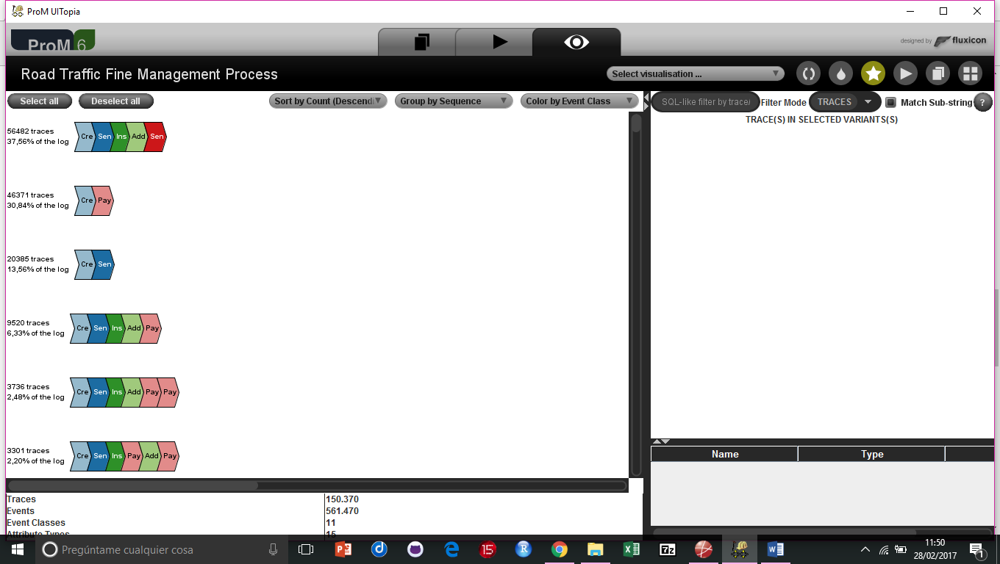 ProM UITopia
ProM 6
designed by fluxicon
Road Traffic Fine Management Process
Select visualisation ...
Select all
Deselect all
Sort by Count (Descendi
Group by Sequence
Color by Event Class
SQL-like filter by trace/
Filter Mode
TRACES
Match Sub-string
?
TRACE(S) IN SELECTED VARIANTS(S)
56482 traces
37,56% of the log
Cre Sen Ins Add Sen
46371 traces
30,84% of the log
Cre Pay
20385 traces
13,56% of the log
Cre Sen
9520 traces
6,33% of the log
Cre Sen Ins Add Pay
3736 traces
2,48% of the log
Cre Sen Ins Add Pay Pay
3301 traces
2,20% of the log
Cre Sen Ins Pay Add Pay
Name Type
Traces 150.370
Events 561.470
Event Classes 11
Attribute Types 15
Pregúntame cualquier cosa
15
R
7z
11:50
28/02/2017
1